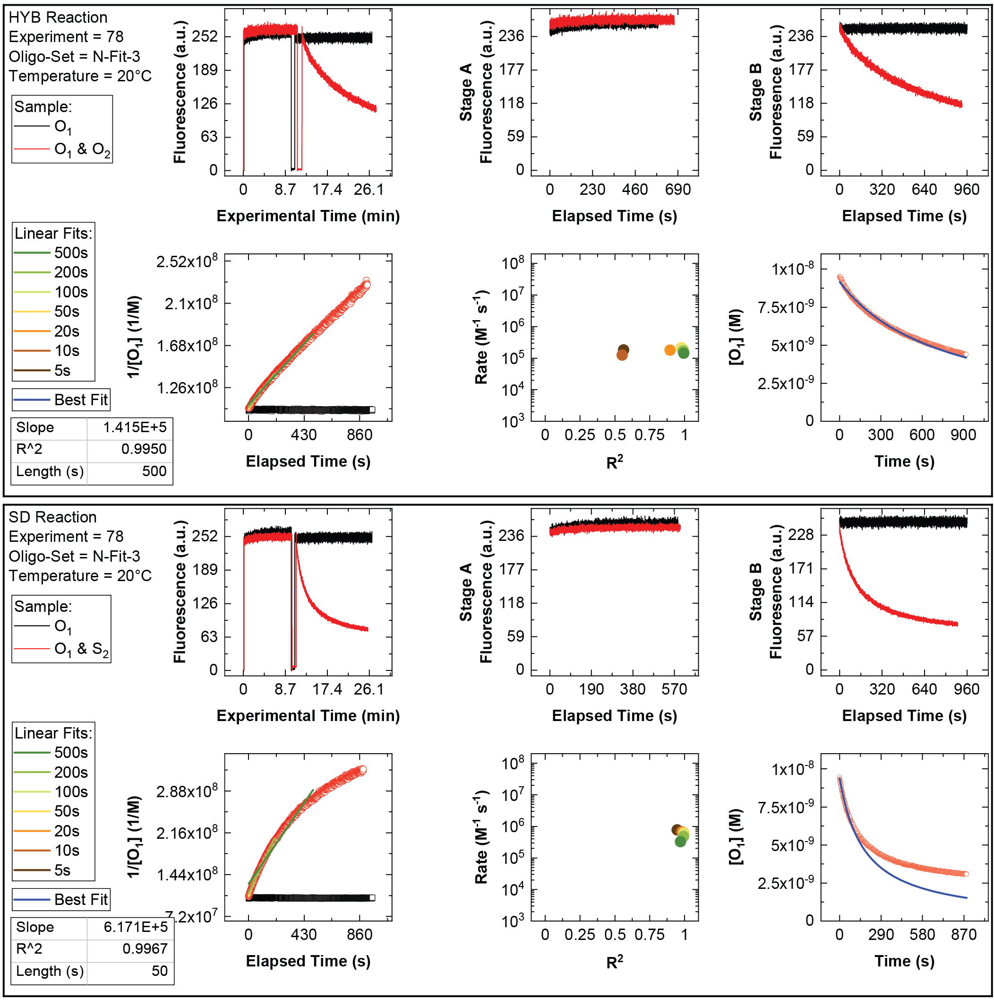 HYB Reaction
Experiment = 78
Oligo-Set = N-Fit-3
Temperature = 20°C
Sample:
O1
O1 & O2
Fluorescence (a.u.)
252
189
126
63
0
0 8.7 17.4 26.1
Experimental Time (min)
Stage A
Fluorescence (a.u.)
236
177
118
59
0
0 230 460 690
Elapsed Time (s)
Stage B
Fluoresence (a.u.)
236
177
118
59
0
0 320 640 960
Elapsed Time (s)
Linear Fits:
500s
200s
100s
50s
20s
10s
5s
Best Fit
Slope 1.415E+5
R^2 0.9950
Length (s) 500
1/[O1] (1/M)
2.52x10^8
2.1x10^8
1.68x10^8
1.26x10^8
0 430 860
Elapsed Time (s)
Rate (M^-1 s^-1)
10^8
10^7
10^6
10^5
10^4
10^3
0 0.25 0.5 0.75 1
R^2
[O1] (M)
1x10^-8
7.5x10^-9
5x10^-9
2.5x10^-9
0
0 300 600 900
Time (s)
SD Reaction
Experiment = 78
Oligo-Set = N-Fit-3
Temperature = 20°C
Sample:
O1
O1 & S2
Fluorescence (a.u.)
252
189
126
63
0
0 8.7 17.4 26.1
Experimental Time (min)
Stage A
Fluorescence (a.u.)
236
177
118
59
0
0 190 380 570
Elapsed Time (s)
Stage B
Fluoresence (a.u.)
228
171
114
57
0
0 320 640 960
Elapsed Time (s)
Linear Fits:
500s
200s
100s
50s
20s
10s
5s
Best Fit
Slope 6.171E+5
R^2 0.9967
Length (s) 50
1/[O1] (1/M)
2.88x10^8
2.16x10^8
1.44x10^8
7.2x10^7
0 430 860
Elapsed Time (s)
Rate (M^-1 s^-1)
10^8
10^7
10^6
10^5
10^4
10^3
0 0.25 0.5 0.75 1
R^2
[O1] (M)
1x10^-8
7.5x10^-9
5x10^-9
2.5x10^-9
0
0 290 580 870
Time (s)